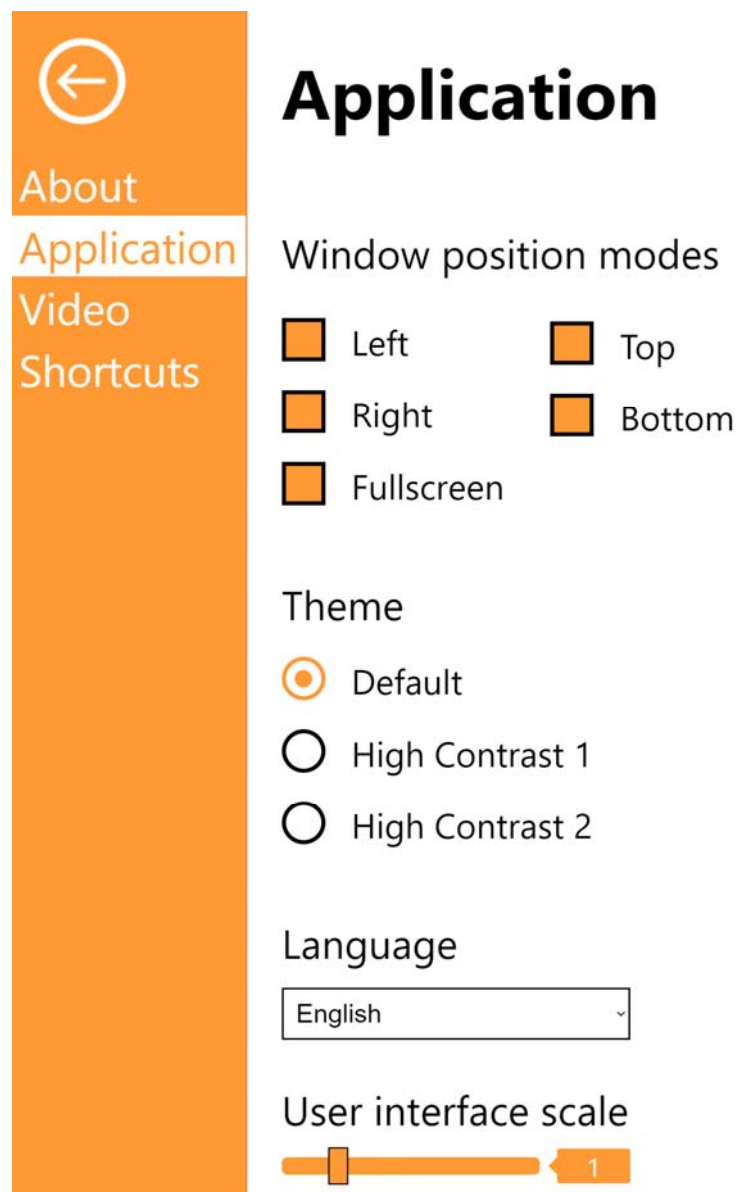 About
Application
Video
Shortcuts
Application
Window position modes
Left
Top
Right
Bottom
Fullscreen
Theme
Default
High Contrast 1
High Contrast 2
Language
English
User interface scale
1